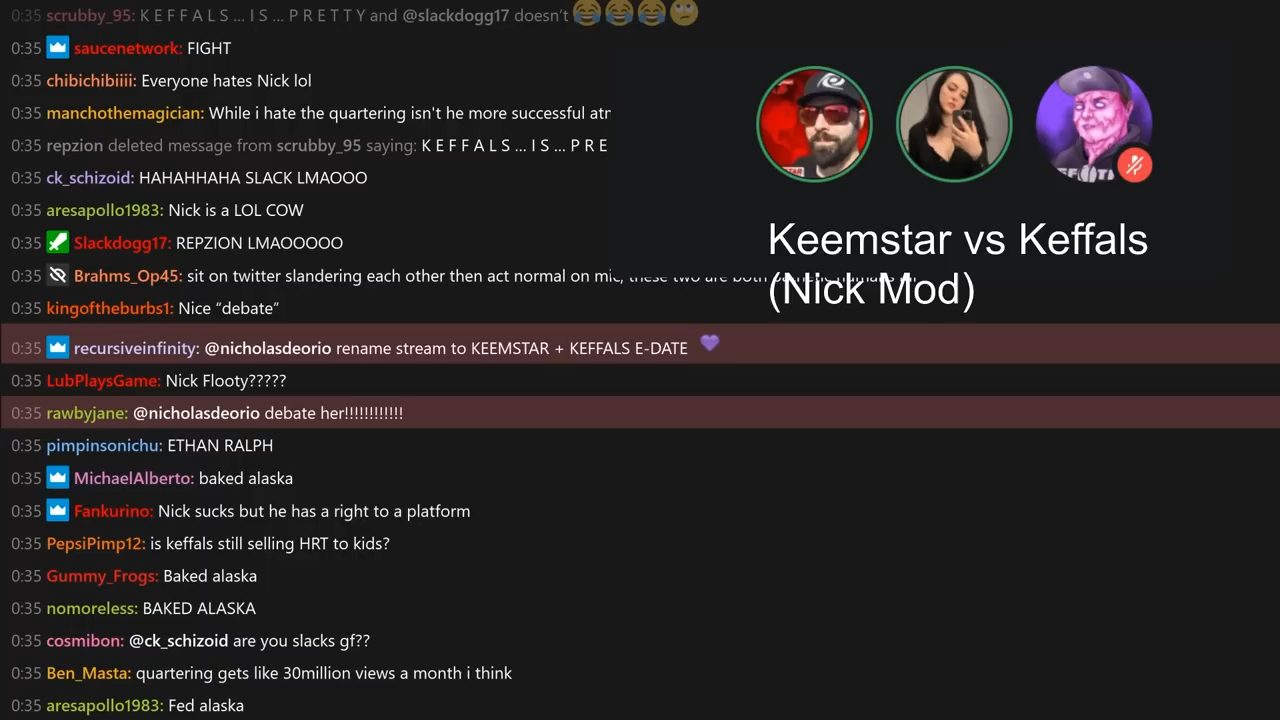 0:35 scrubby_95: K E F F A L S ... I S ... P R E T T Y and @slackdogg17 doesn't 😂😂😂🙄
0:35 saucenetwork: FIGHT
0:35 chibichibiiii: Everyone hates Nick lol
0:35 manchothemagician: While i hate the quartering isn't he more successful atm
0:35 repzion deleted message from scrubby_95 saying: K E F F A L S ... I S ... P R E
0:35 ck_schizoid: HAHAHHAHA SLACK LMAOOO
0:35 aresapollo1983: Nick is a LOL COW
0:35 Slackdogg17: REPZION LMAOOOOO
0:35 Brahms_Op45: sit on twitter slandering each other then act normal on mic, these two are both
Keemstar vs Keffals
(Nick Mod)
0:35 kingoftheburbs1: Nice “debate”
0:35 recursiveinfinity: @nicholasdeorio rename stream to KEEMSTAR + KEFFALS E-DATE 💜
0:35 LubPlaysGame: Nick Flooty?????
0:35 rawbyjane: @nicholasdeorio debate her!!!!!!!!!!!!
0:35 pimpinsonichu: ETHAN RALPH
0:35 MichaelAlberto: baked alaska
0:35 Fankurino: Nick sucks but he has a right to a platform
0:35 PepsiPimp12: is keffals still selling HRT to kids?
0:35 Gummy_Frogs: Baked alaska
0:35 nomoreless: BAKED ALASKA
0:35 cosmibon: @ck_schizoid are you slacks gf??
0:35 Ben_Masta: quartering gets like 30million views a month i think
0:35 aresapollo1983: Fed alaska